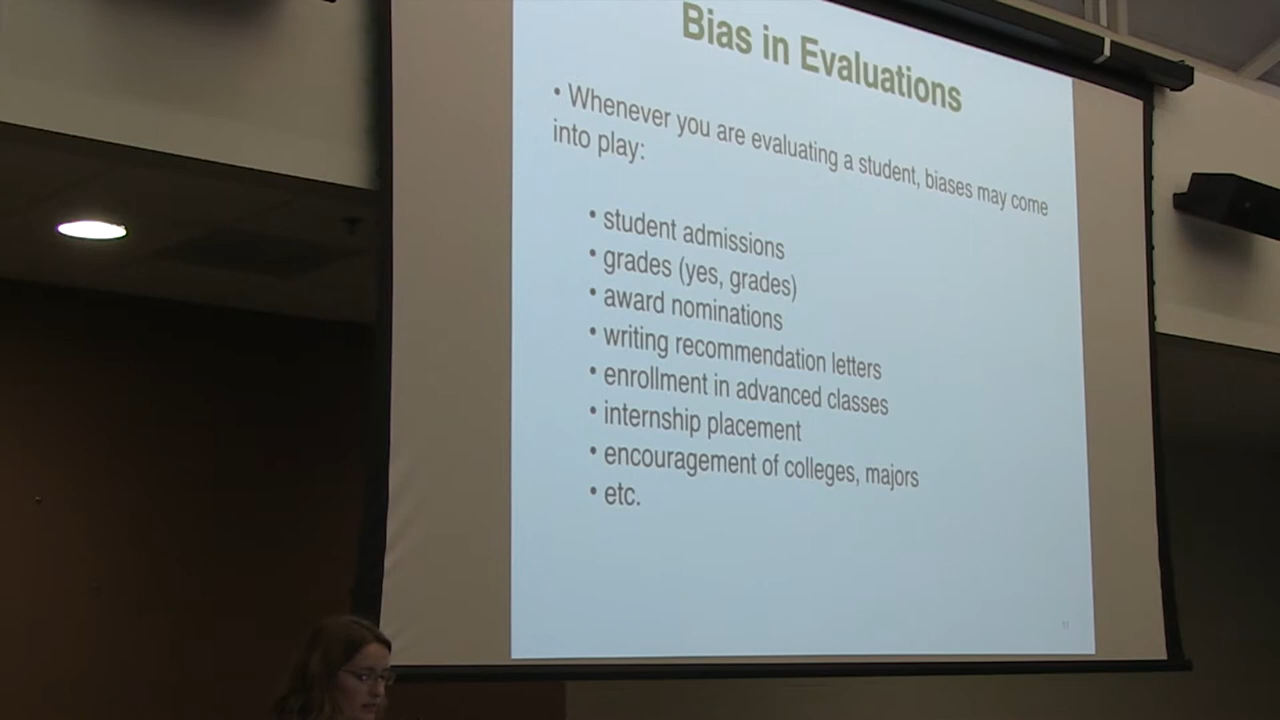 Bias in Evaluations
• Whenever you are evaluating a student, biases may come
into play:
• student admissions
• grades (yes, grades)
• award nominations
• writing recommendation letters
• enrollment in advanced classes
• internship placement
• encouragement of colleges, majors
• etc.